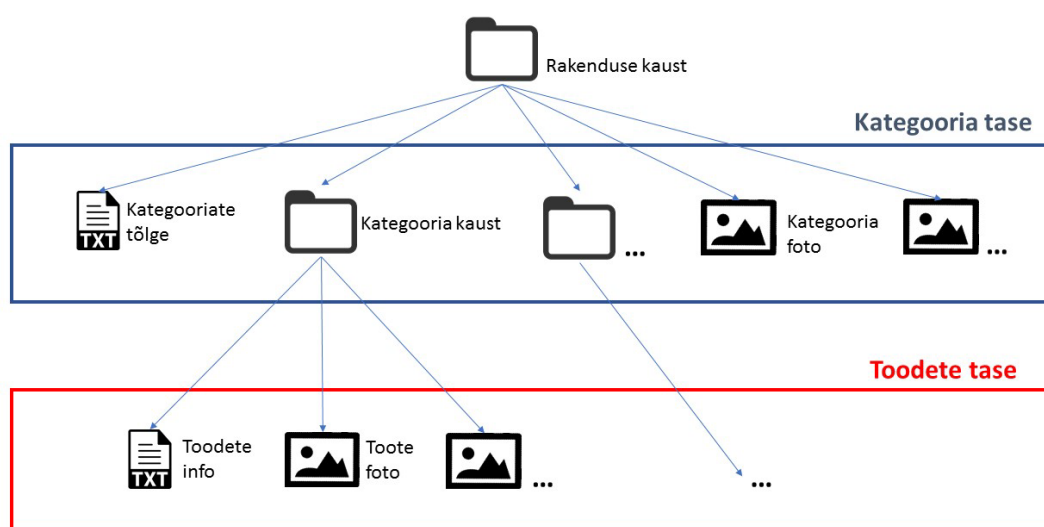 Rakenduse kaust
Kategooria tase
Kategooriate
tõlge
TXT
Kategooria kaust
...
Kategooria
foto
...
Toodete tase
Toodete
info
TXT
Toote
foto
...
...